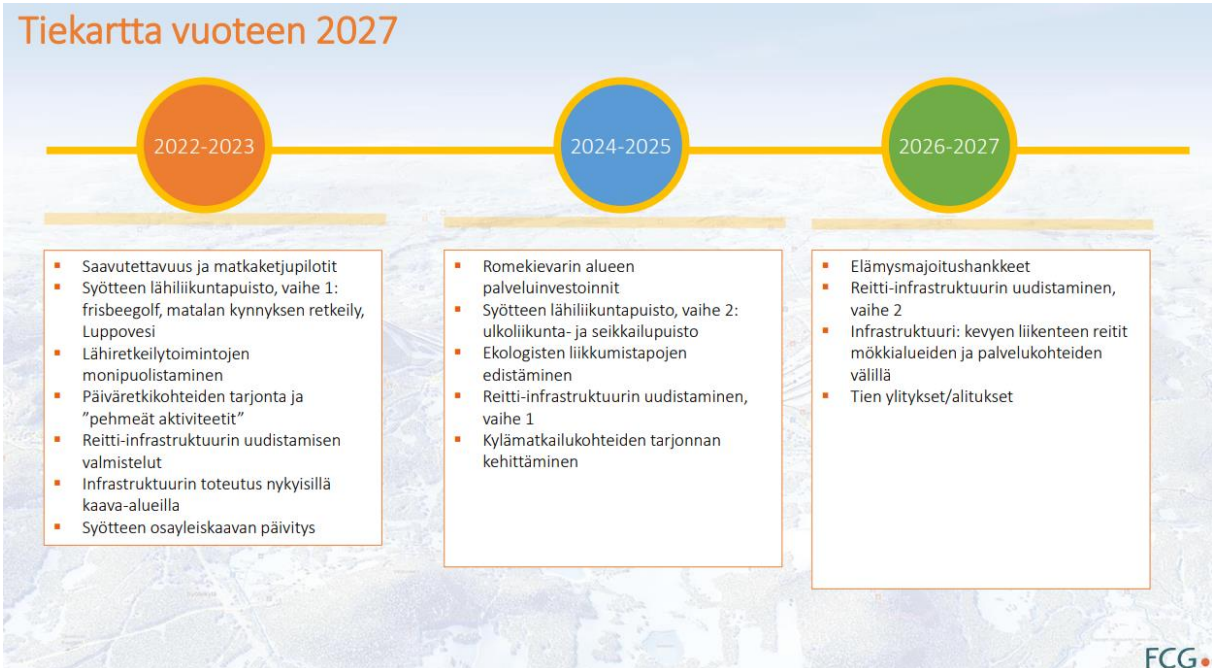 Tiekartta vuoteen 2027
2022-2023
2024-2025
2026-2027
▪ Saavutettavuus ja matkaketjupilotit
▪ Syötteen lähiliikuntapuisto, vaihe 1:
frisbeegolf, matalan kynnyksen retkeily,
Luppovesi
▪ Lähiretkeilytoimintojen
monipuolistaminen
▪ Päiväretkikohteiden tarjonta ja
”pehmeät aktiviteetit”
▪ Reitti-infrastruktuurin uudistamisen
valmistelut
▪ Infrastruktuurin toteutus nykyisillä
kaava-alueilla
▪ Syötteen osayleiskaavan päivitys
▪ Romekievarin alueen
palveluinvestoinnit
▪ Syötteen lähiliikuntapuisto, vaihe 2:
ulkoliikunta- ja seikkailupuisto
▪ Ekologisten liikkumistapojen
edistäminen
▪ Reitti-infrastruktuurin uudistaminen,
vaihe 1
▪ Kylämatkailukohteiden tarjonnan
kehittäminen
▪ Elämysmajoitushankkeet
▪ Reitti-infrastruktuurin uudistaminen,
vaihe 2
▪ Infrastruktuuri: kevyen liikenteen reitit
mökkialueiden ja palvelukohteiden
välillä
▪ Tien ylitykset/alitukset
FCG